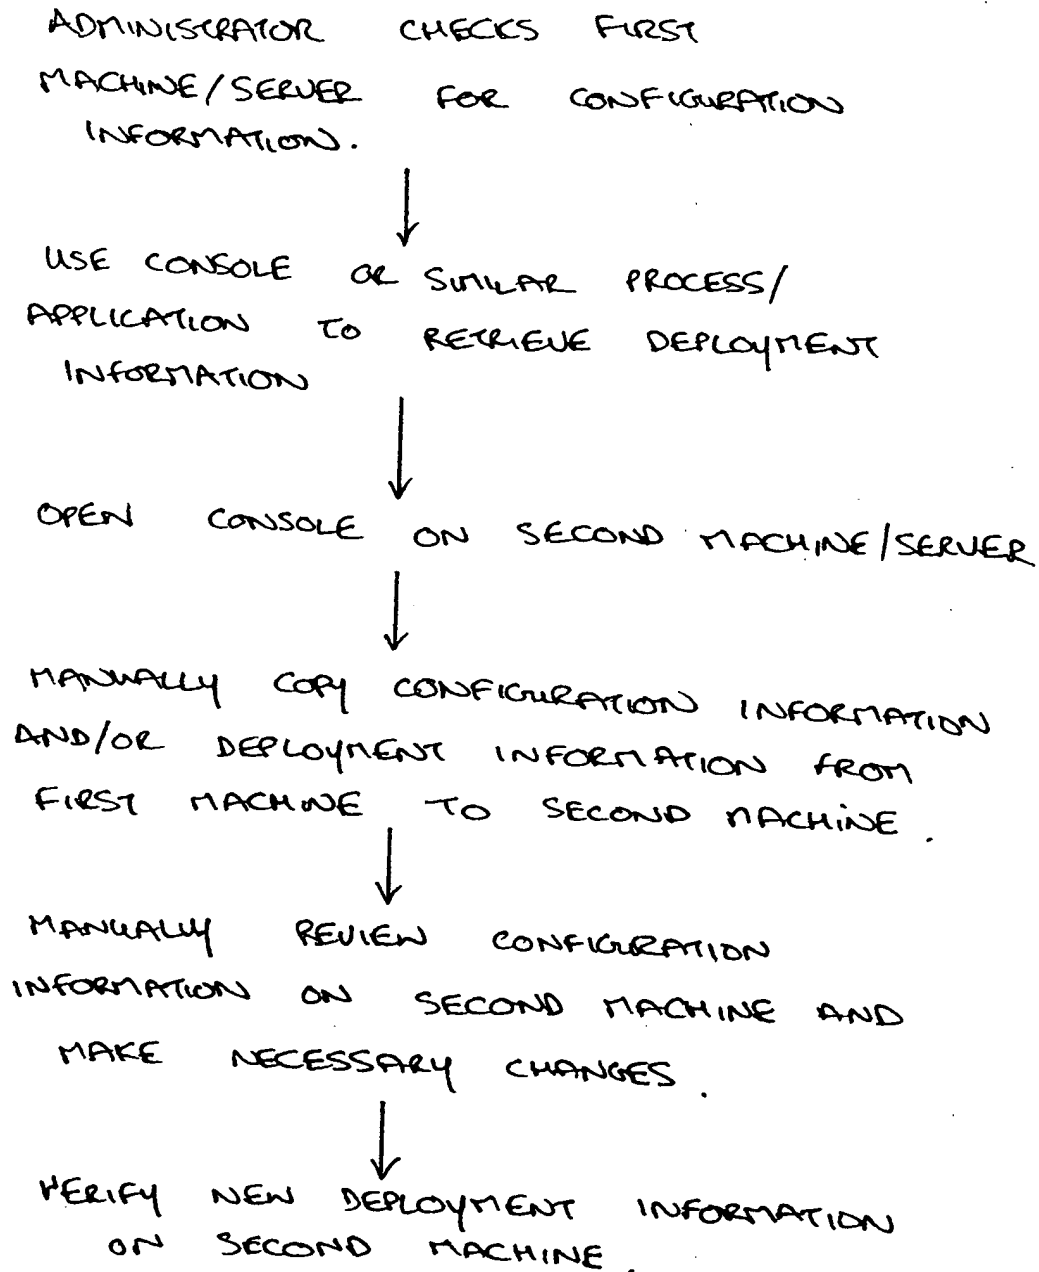 ADMINISTRATOR CHECKS FIRST
MACHINE/SERVER FOR CONFIGURATION
INFORMATION.
USE CONSOLE OR SIMILAR PROCESS/
APPLICATION TO RETRIEVE DEPLOYMENT
INFORMATION
OPEN CONSOLE ON SECOND MACHINE/SERVER
MANUALLY COPY CONFIGURATION INFORMATION
AND/OR DEPLOYMENT INFORMATION FROM
FIRST MACHINE TO SECOND MACHINE.
MANUALLY REVIEW CONFIGURATION
INFORMATION ON SECOND MACHINE AND
MAKE NECESSARY CHANGES.
VERIFY NEW DEPLOYMENT INFORMATION
ON SECOND MACHINE.